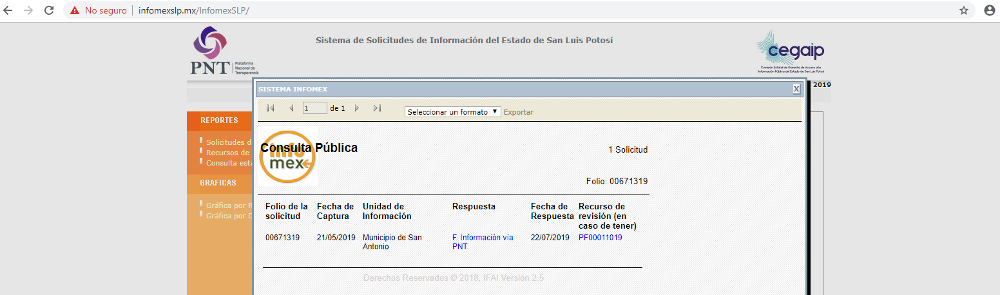 No seguro
infomexslp.mx/InfomexSLP/
PNT
Plataforma
Nacional de
Transparencia
Sistema de Solicitudes de Información del Estado de San Luis Potosí
cegaip
Comisión Estatal de Garantía de Acceso a la
Información Pública del Estado de San Luis Potosí
2019
REPORTES
Solicitudes d
Recursos de
Consulta esta
GRAFICAS
Gráfica por R
Gráfica por D
SISTEMA INFOMEX
X
1 de 1
Seleccionar un formato
Exportar
info
mex
Consulta Pública
1 Solicitud
Folio: 00671319
Folio de la solicitud
Fecha de Captura
Unidad de Información
Respuesta
Fecha de Respuesta
Recurso de revisión (en caso de tener)
00671319
21/05/2019
Municipio de San Antonio
F. Información vía PNT.
22/07/2019
PF00011019
Derechos Reservados © 2018, IFAI Versión 2.5